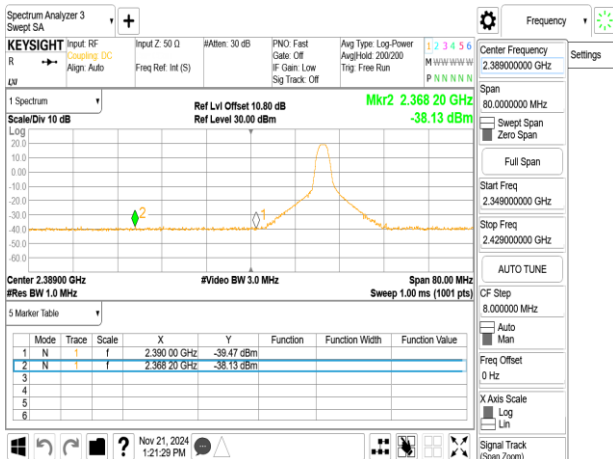 Spectrum Analyzer 3
Swept SA
Frequency
KEYSIGHT
R
LXI
Input: RF
Coupling: DC
Align: Auto
Input Z: 50 Ω
Freq Ref: Int (S)
#Atten: 30 dB
PNO: Fast
Gate: Off
IF Gain: Low
Sig Track: Off
Avg Type: Log-Power
Avg|Hold: 200/200
Trig: Free Run
1 2 3 4 5 6
M W W W W W
P N N N N N
1 Spectrum
Scale/Div 10 dB
Log
Ref Lvl Offset 10.80 dB
Ref Level 30.00 dBm
Mkr2 2.368 20 GHz
-38.13 dBm
20.0
10.0
0.00
-10.0
-20.0
-30.0
-40.0
-50.0
-60.0
2
1
Center 2.38900 GHz
#Res BW 1.0 MHz
#Video BW 3.0 MHz
Span 80.00 MHz
Sweep 1.00 ms (1001 pts)
5 Marker Table
Mode Trace Scale X Y Function Function Width Function Value
1 N 1 f 2.390 00 GHz -39.47 dBm
2 N 1 f 2.368 20 GHz -38.13 dBm
3
4
5
6
Nov 21, 2024
1:21:29 PM
Center Frequency
2.389000000 GHz
Settings
Span
80.0000000 MHz
Swept Span
Zero Span
Full Span
Start Freq
2.349000000 GHz
Stop Freq
2.429000000 GHz
AUTO TUNE
CF Step
8.000000 MHz
Auto
Man
Freq Offset
0 Hz
X Axis Scale
Log
Lin
Signal Track
(Span Zoom)